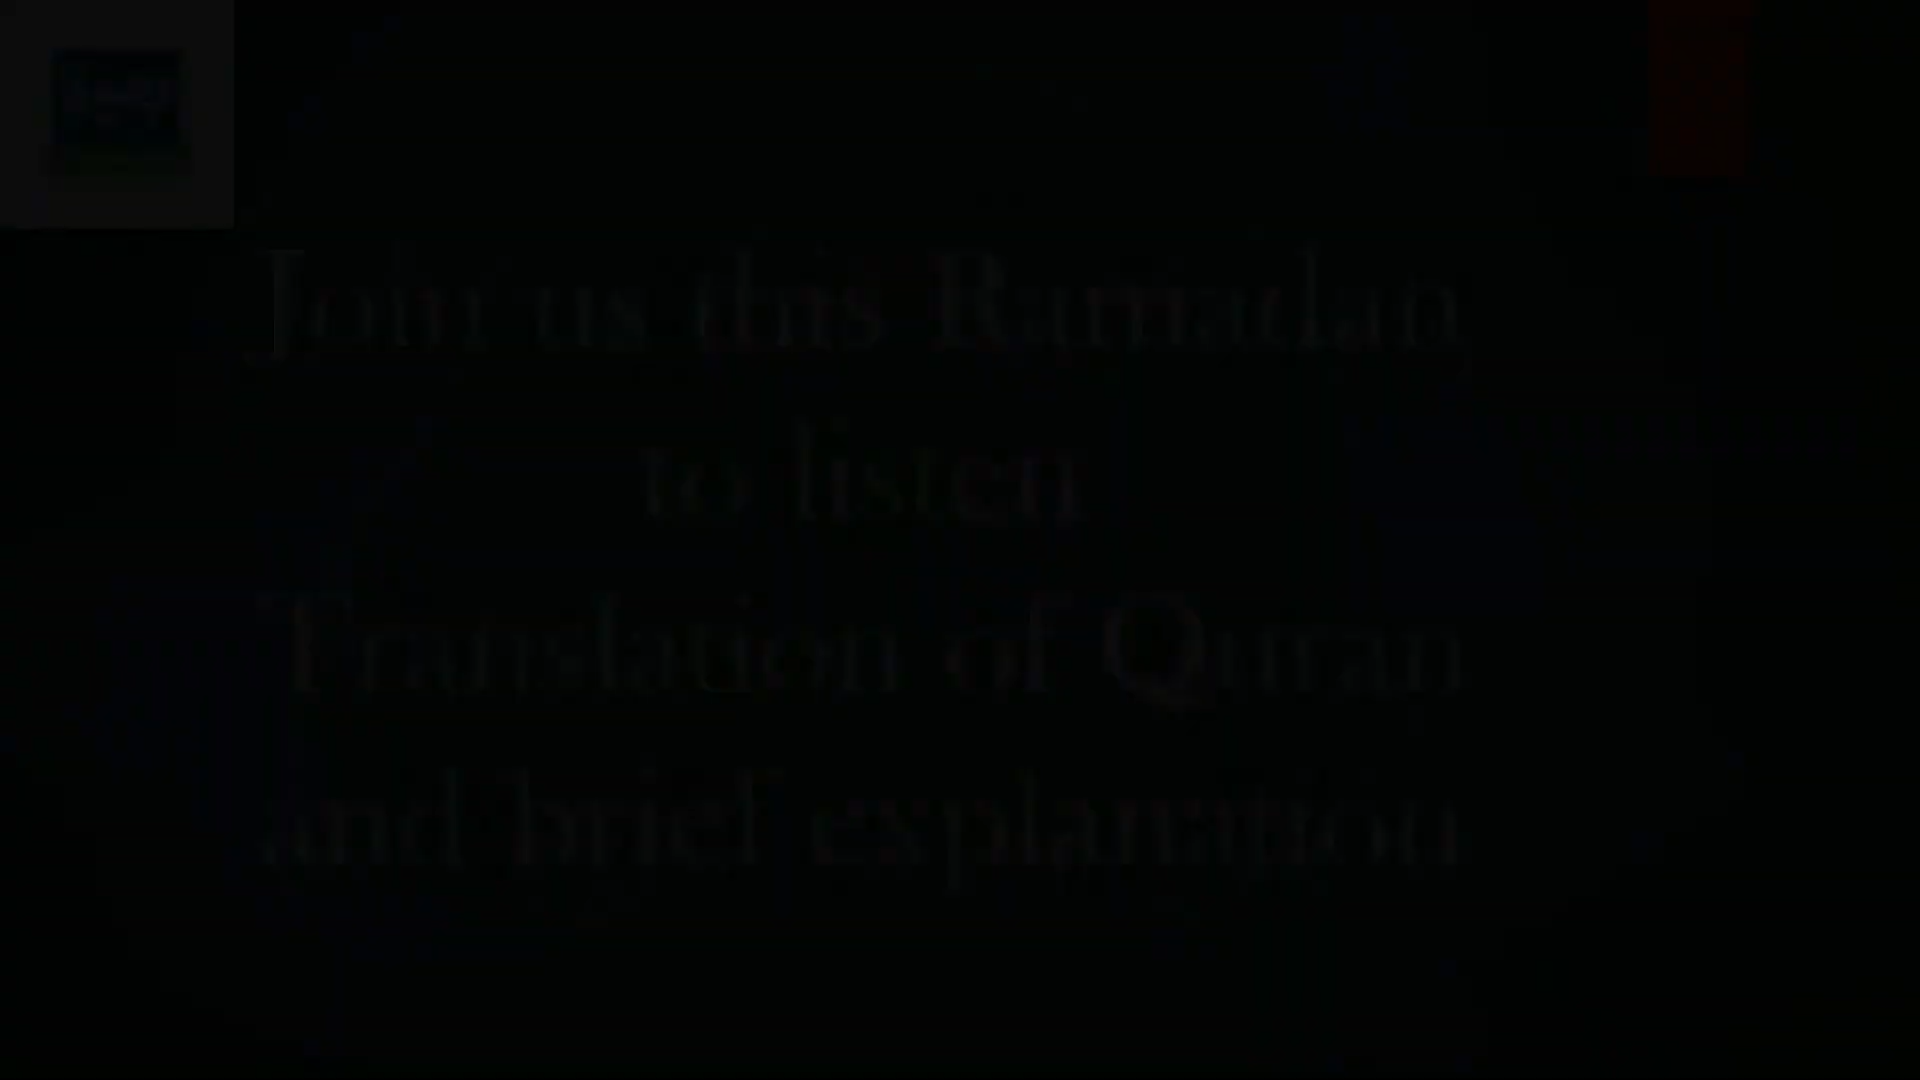 Join us this Ramadan
to listen
Translation of Quran
and brief explanation